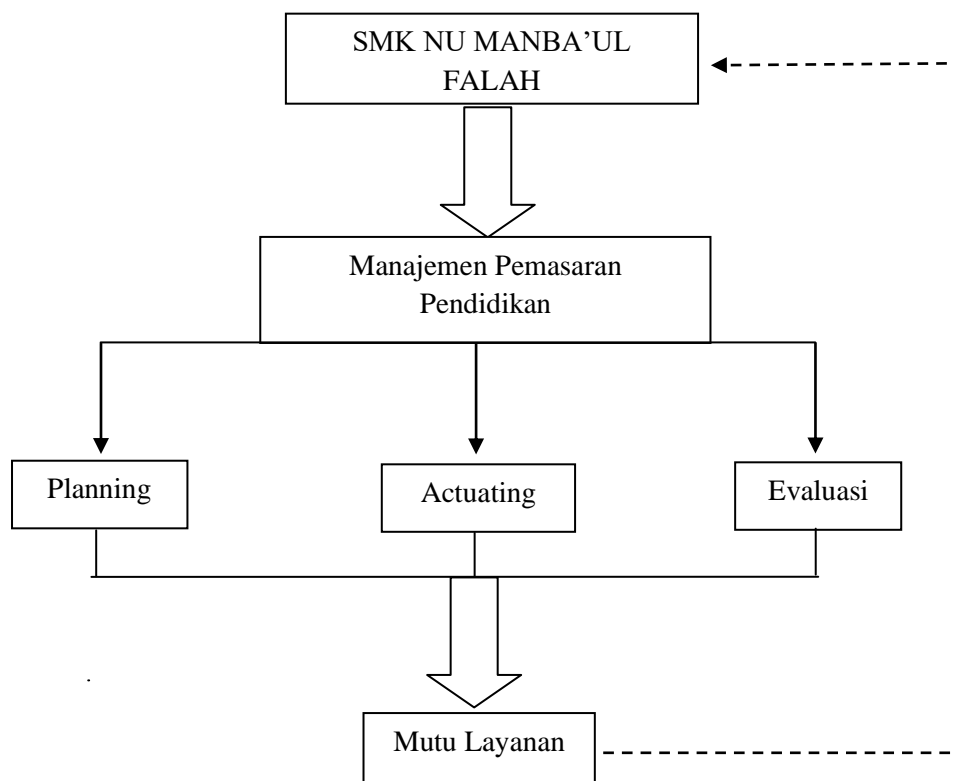 SMK NU MANBA’UL
FALAH
Manajemen Pemasaran
Pendidikan
Planning
Actuating
Evaluasi
Mutu Layanan